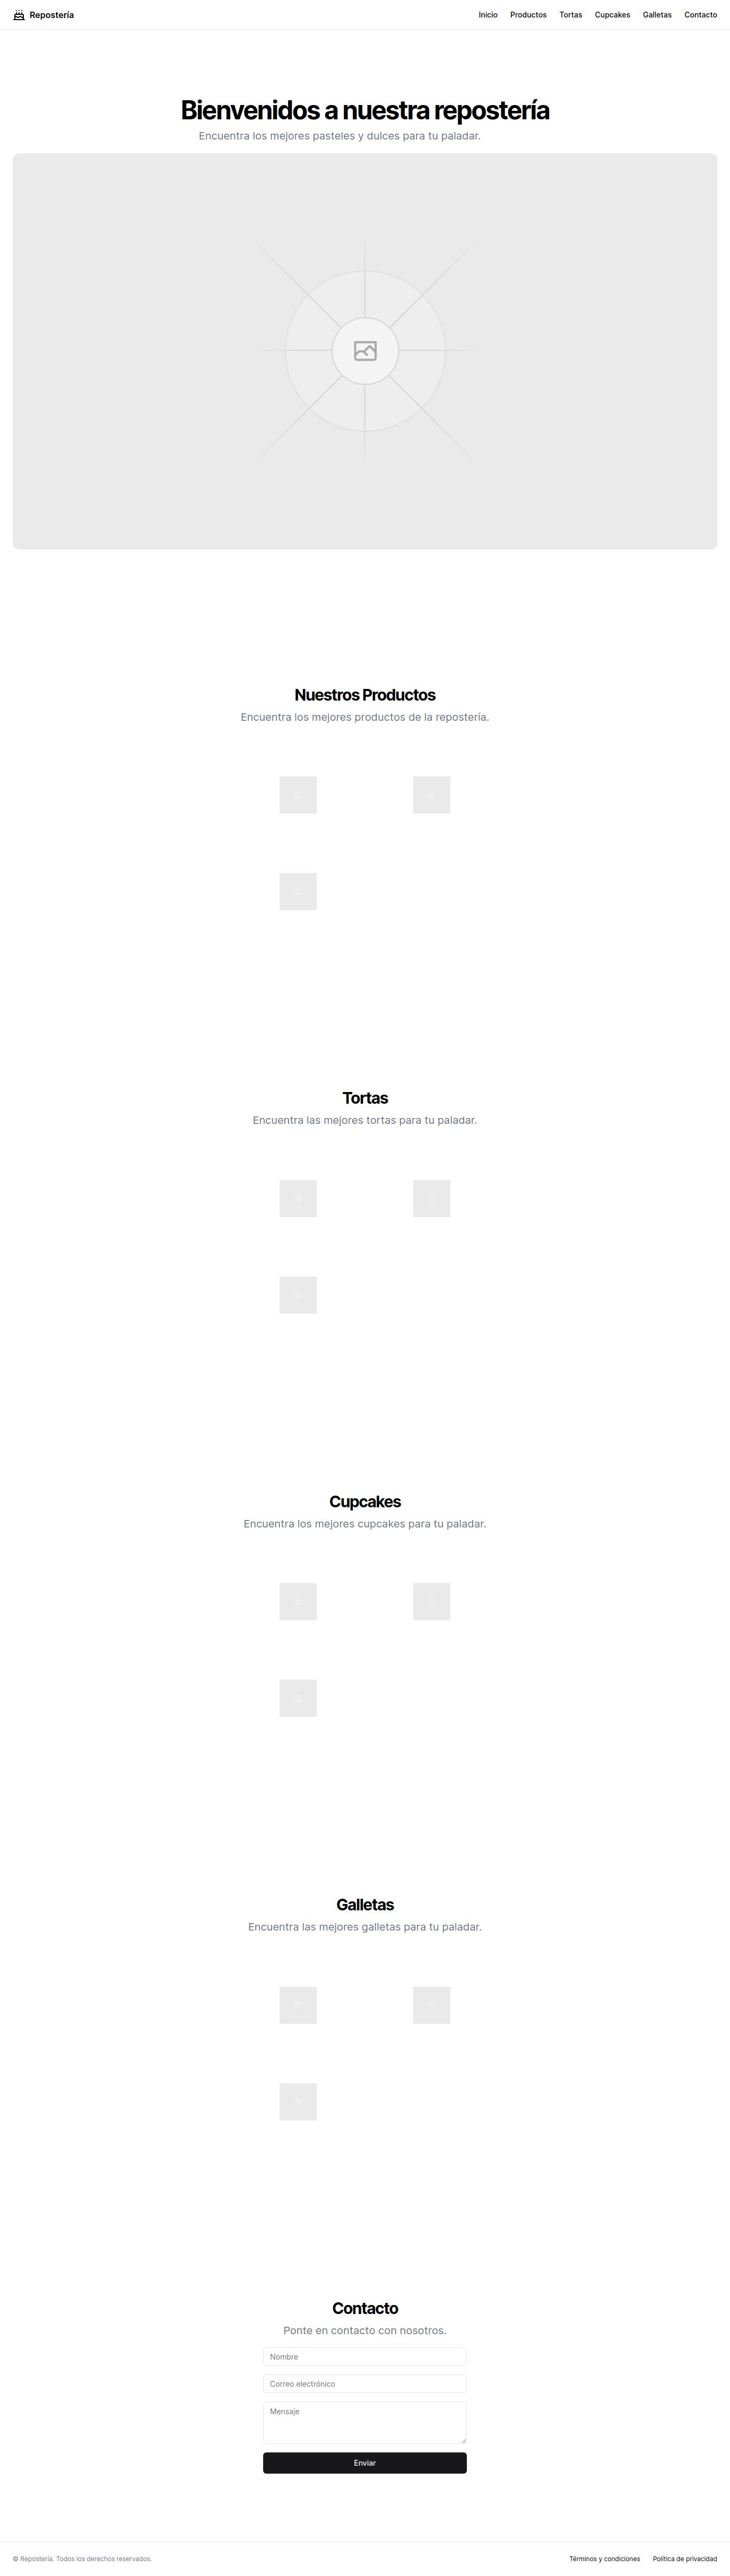 Repostería
Inicio Productos Tortas Cupcakes Galletas Contacto
Bienvenidos a nuestra repostería
Encuentra los mejores pasteles y dulces para tu paladar.
Nuestros Productos
Encuentra los mejores productos de la repostería.
Tortas
Encuentra las mejores tortas para tu paladar.
Cupcakes
Encuentra los mejores cupcakes para tu paladar.
Galletas
Encuentra las mejores galletas para tu paladar.
Contacto
Ponte en contacto con nosotros.
Nombre
Correo electrónico
Mensaje
Enviar
© Repostería. Todos los derechos reservados.
Términos y condiciones Política de privacidad